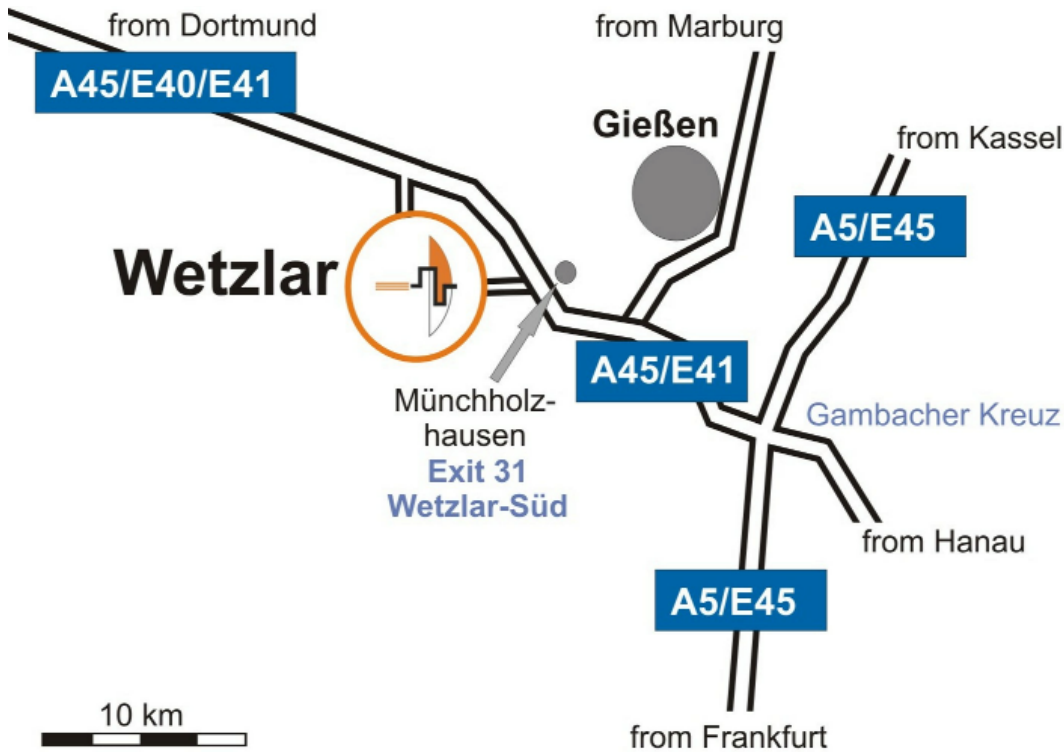 from Dortmund
A45/E40/E41
from Marburg
Gießen
from Kassel
A5/E45
Wetzlar
A45/E41
Münchholz-
hausen
Exit 31
Wetzlar-Süd
Gambacher Kreuz
from Hanau
A5/E45
10 km
from Frankfurt